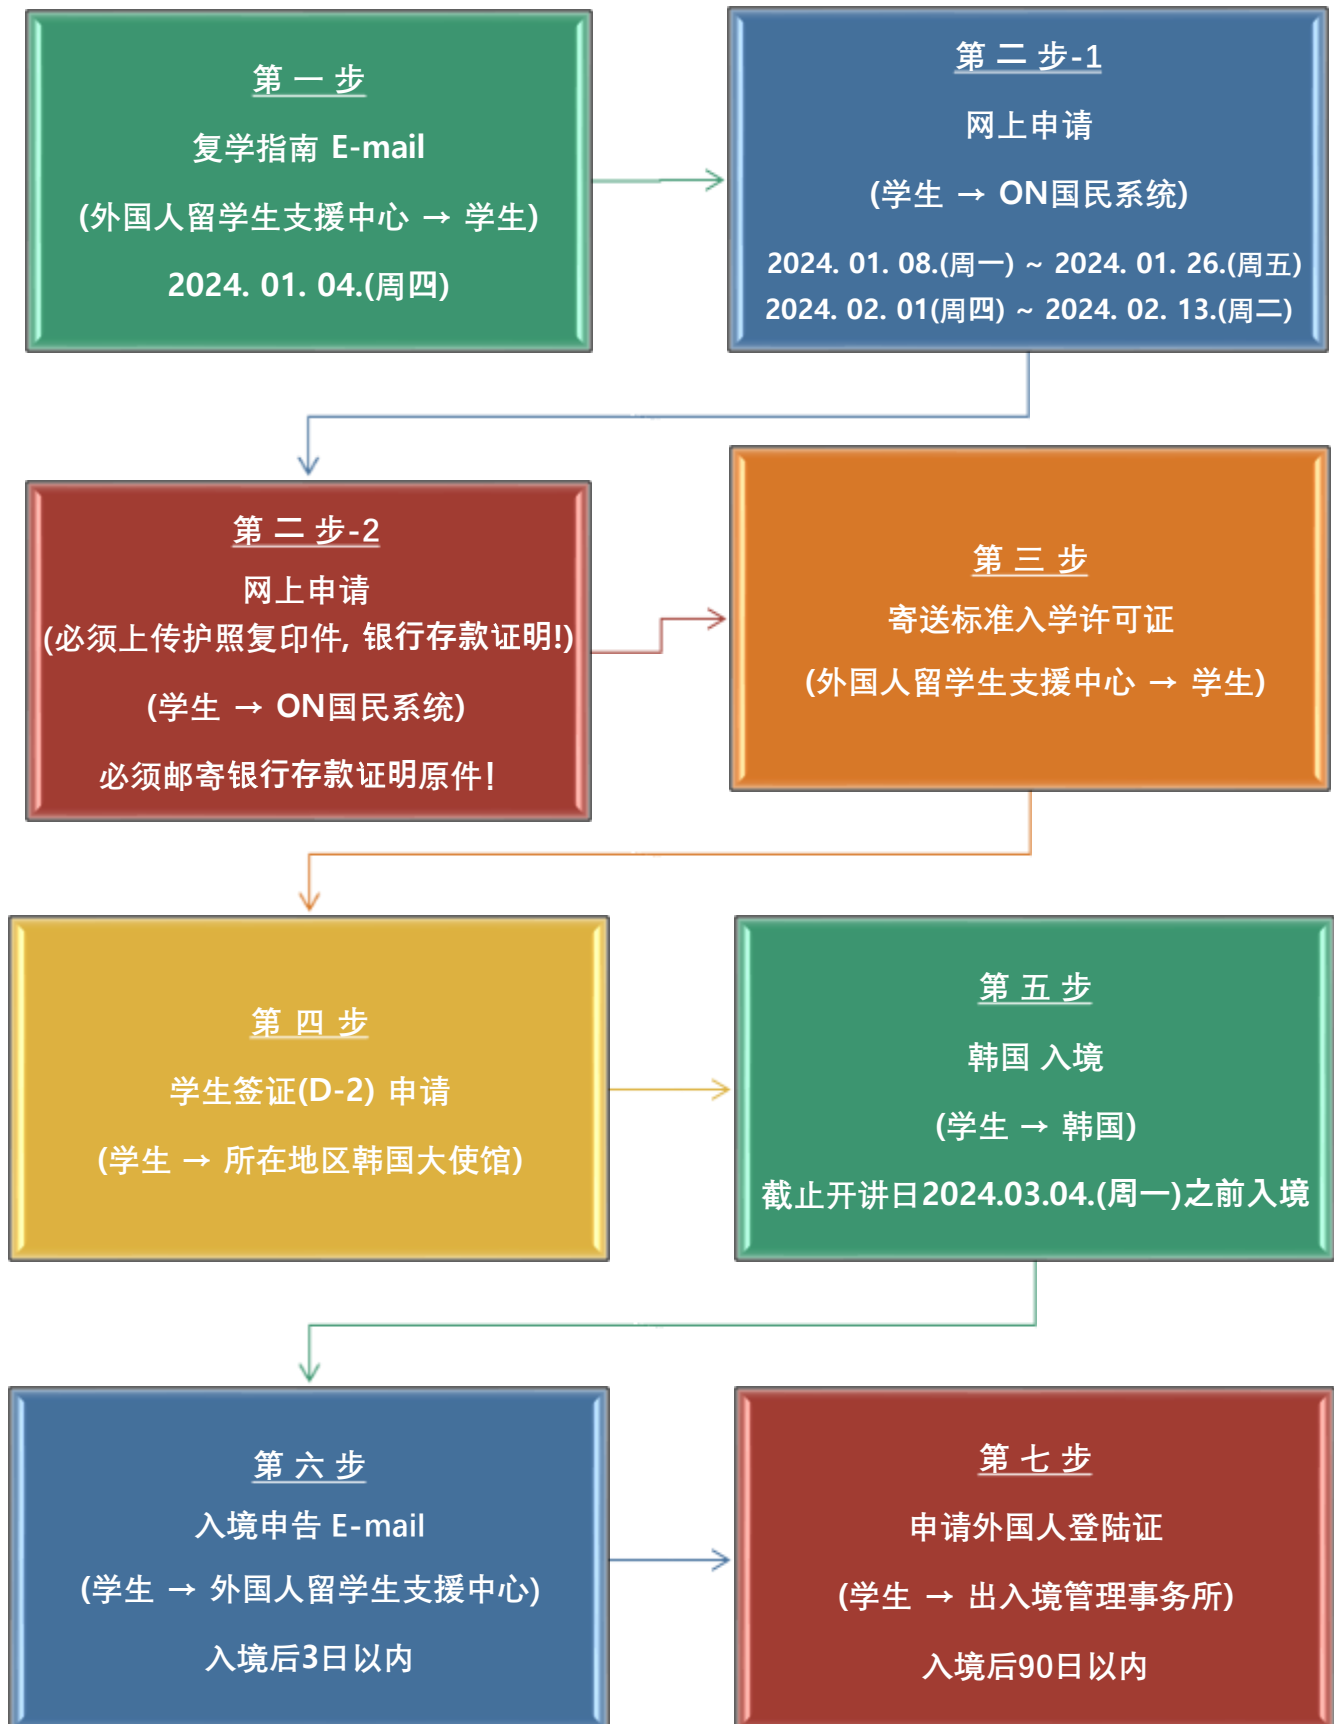 第 一 步
复学指南 E-mail
(外国人留学生支援中心 → 学生)
2024. 01. 04.(周四)
第 二 步-1
网上申请
(学生 → ON国民系统)
2024. 01. 08.(周一) ~ 2024. 01. 26.(周五)
2024. 02. 01(周四) ~ 2024. 02. 13.(周二)
第 二 步-2
网上申请
(必须上传护照复印件, 银行存款证明!)
(学生 → ON国民系统)
必须邮寄银行存款证明原件!
第 三 步
寄送标准入学许可证
(外国人留学生支援中心 → 学生)
第 四 步
学生签证(D-2) 申请
(学生 → 所在地区韩国大使馆)
第 五 步
韩国 入境
(学生 → 韩国)
截止开讲日2024.03.04.(周一)之前入境
第 六 步
入境申告 E-mail
(学生 → 外国人留学生支援中心)
入境后3日以内
第 七 步
申请外国人登陆证
(学生 → 出入境管理事务所)
入境后90日以内